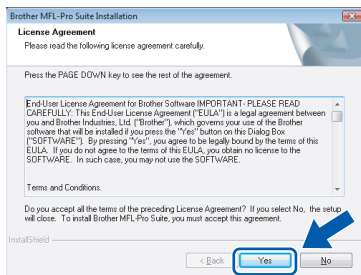 Brother MFL-Pro Suite Installation
License Agreement
Please read the following license agreement carefully.
Press the PAGE DOWN key to see the rest of the agreement.
End-User License Agreement for Brother Software IMPORTANT- PLEASE READ
CAREFULLY: This End-User License Agreement ("EULA") is a legal agreement between
you and Brother Industries, Ltd. ("Brother"), which governs your use of the Brother
software that will be installed if you press the "Yes" button on this Dialog Box
("SOFTWARE"). By pressing "Yes", you agree to be legally bound by the terms of this
EULA. If you do not agree to the terms of this EULA, you obtain no license to the
SOFTWARE. In such case, you may not use the SOFTWARE.
Terms and Conditions.
Do you accept all the terms of the preceding License Agreement? If you select No, the setup
will close. To install Brother MFL-Pro Suite, you must accept this agreement.
InstallShield
< Back
Yes
No